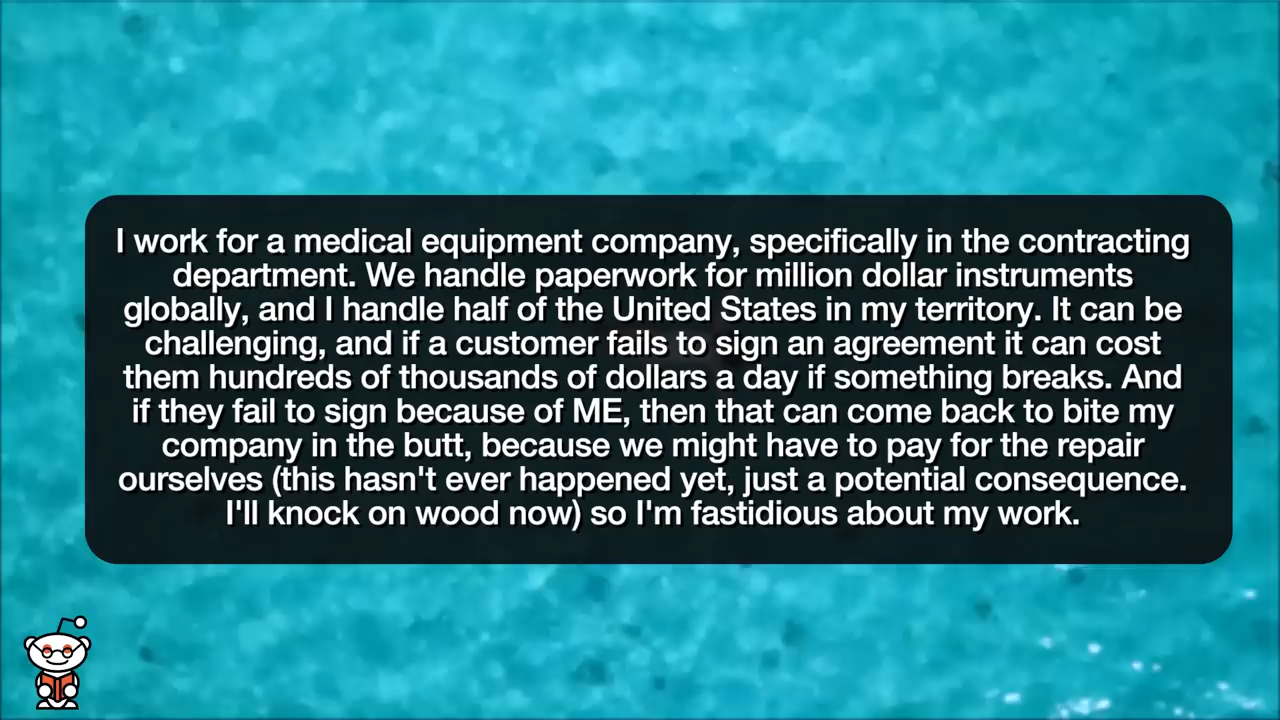 I work for a medical equipment company, specifically in the contracting
department. We handle paperwork for million dollar instruments
globally, and I handle half of the United States in my territory. It can be
challenging, and if a customer fails to sign an agreement it can cost
them hundreds of thousands of dollars a day if something breaks. And
if they fail to sign because of ME, then that can come back to bite my
company in the butt, because we might have to pay for the repair
ourselves (this hasn't ever happened yet, just a potential consequence.
I'll knock on wood now) so I'm fastidious about my work.